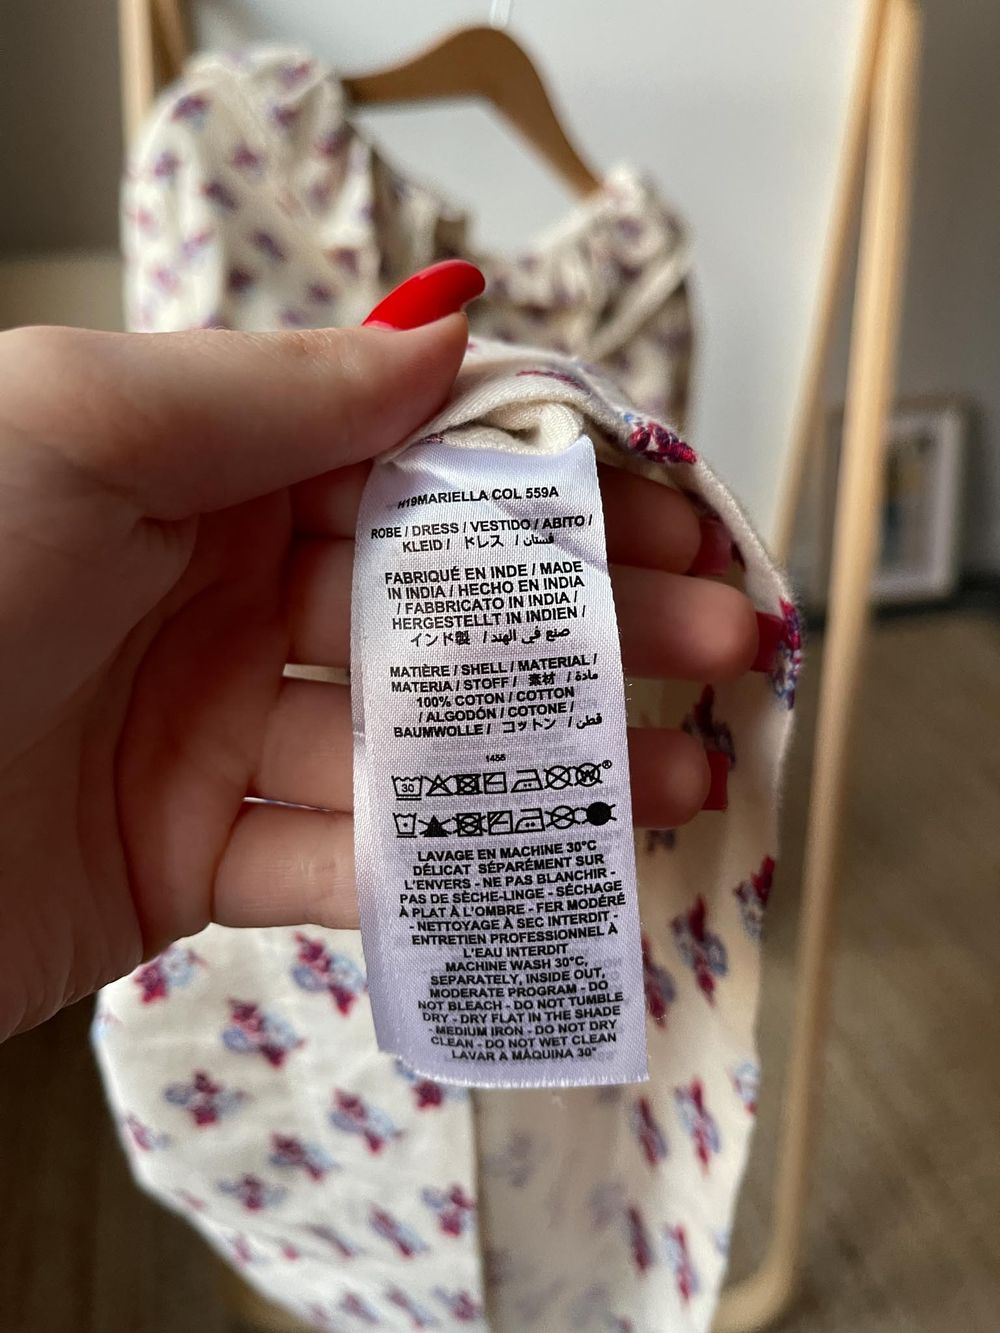 H19MARIELLA COL 559A
ROBE / DRESS / VESTIDO / ABITO /
KLEID / ドレス / فستان
FABRIQUÉ EN INDE / MADE
IN INDIA / HECHO EN INDIA
/ FABBRICATO IN INDIA /
HERGESTELLT IN INDIEN /
インド製 / صنع في الهند
MATIÈRE / SHELL / MATERIAL /
MATERIA / STOFF / 素材 / مادة
100% COTON / COTTON
/ ALGODÓN / COTONE /
BAUMWOLLE / コットン / قطن
1456
30 W®
LAVAGE EN MACHINE 30°C
DÉLICAT SÉPARÉMENT SUR
L'ENVERS - NE PAS BLANCHIR -
PAS DE SÈCHE-LINGE - SÉCHAGE
À PLAT À L'OMBRE - FER MODÉRÉ
- NETTOYAGE À SEC INTERDIT -
ENTRETIEN PROFESSIONNEL À
L'EAU INTERDIT
MACHINE WASH 30°C,
SEPARATELY, INSIDE OUT,
MODERATE PROGRAM - DO
NOT BLEACH - DO NOT TUMBLE
DRY - DRY FLAT IN THE SHADE
- MEDIUM IRON - DO NOT DRY
CLEAN - DO NOT WET CLEAN
LAVAR A MÁQUINA 30°